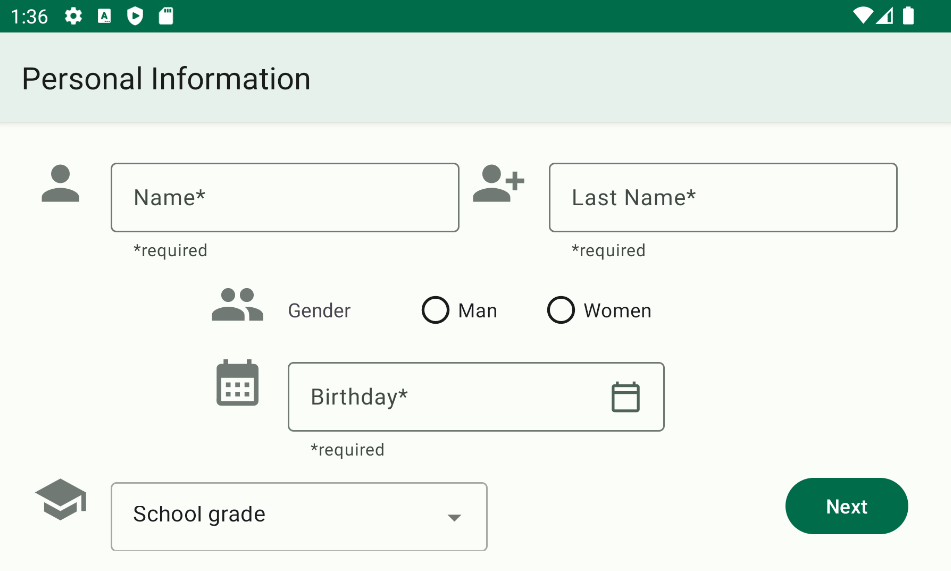 1:36
Personal Information
Name*
Last Name*
*required
*required
Gender
Man
Women
Birthday*
*required
School grade
Next